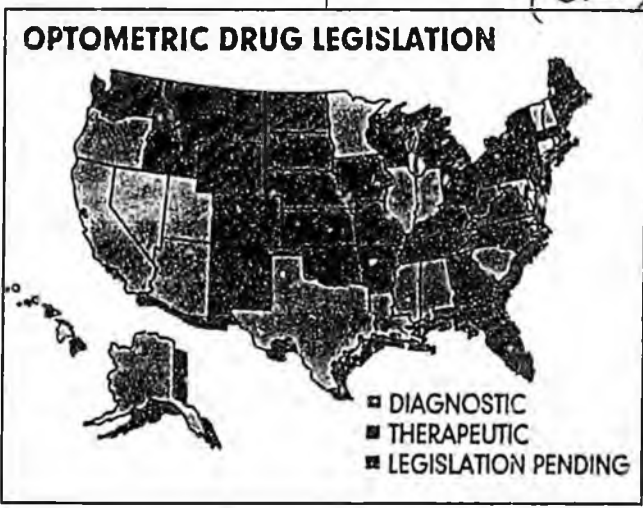 OPTOMETRIC DRUG LEGISLATION
DIAGNOSTIC
THERAPEUTIC
LEGISLATION PENDING